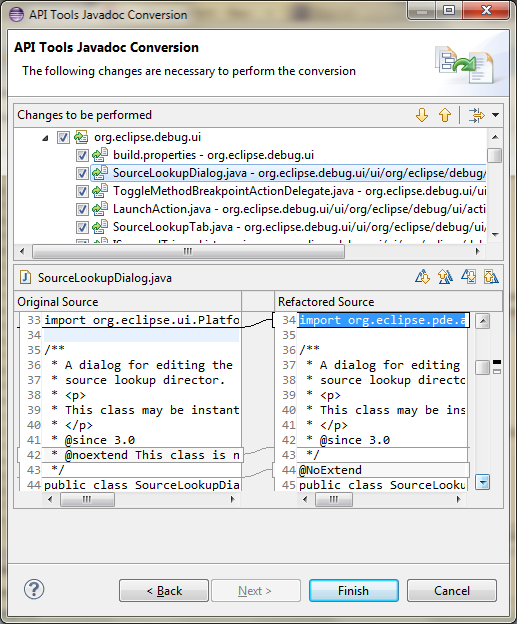 API Tools Javadoc Conversion
API Tools Javadoc Conversion
The following changes are necessary to perform the conversion
Changes to be performed
org.eclipse.debug.ui
build.properties - org.eclipse.debug.ui
SourceLookupDialog.java - org.eclipse.debug.ui/ui/org/eclipse/debug/
ToggleMethodBreakpointActionDelegate.java - org.eclipse.debug.ui/ui
LaunchAction.java - org.eclipse.debug.ui/ui/org/eclipse/debug/ui/acti
SourceLookupTab.java - org.eclipse.debug.ui/ui/org/eclipse/debug/ui
SourceLookupDialog.java
Original Source
33 import org.eclipse.ui.Platfo
34
35 /**
36 * A dialog for editing the
37 * source lookup director.
38 * <p>
39 * This class may be instant
40 * </p>
41 * @since 3.0
42 * @noextend This class is n
43 */
44 public class SourceLookupDia
Refactored Source
34 import org.eclipse.pde.a
35
36 /**
37 * A dialog for editing
38 * source lookup directo
39 * <p>
40 * This class may be ins
41 * </p>
42 * @since 3.0
43 */
44 @NoExtend
45 public class SourceLookup
?
< Back
Next >
Finish
Cancel